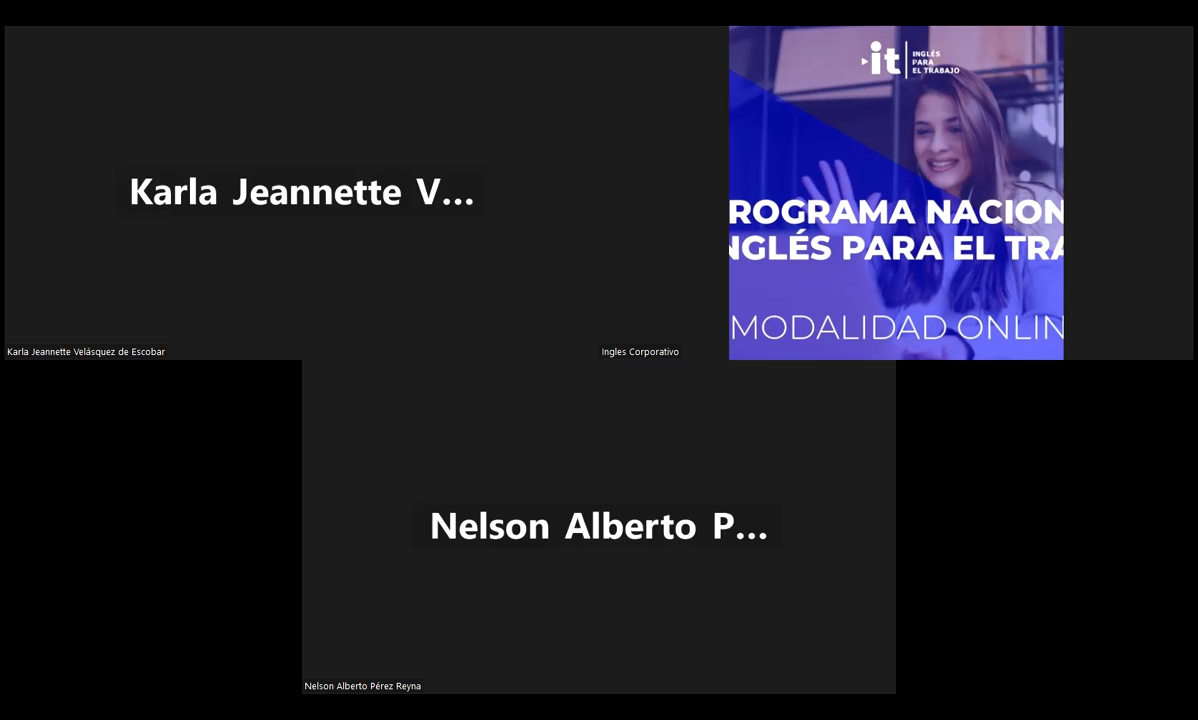 Karla Jeannette V...
Karla Jeannette Velásquez de Escobar
it
INGLÉS
PARA
EL TRABAJO
ROGRAMA NACION
NGLÉS PARA EL TRA
MODALIDAD ONLIN
Ingles Corporativo
Nelson Alberto P...
Nelson Alberto Pérez Reyna